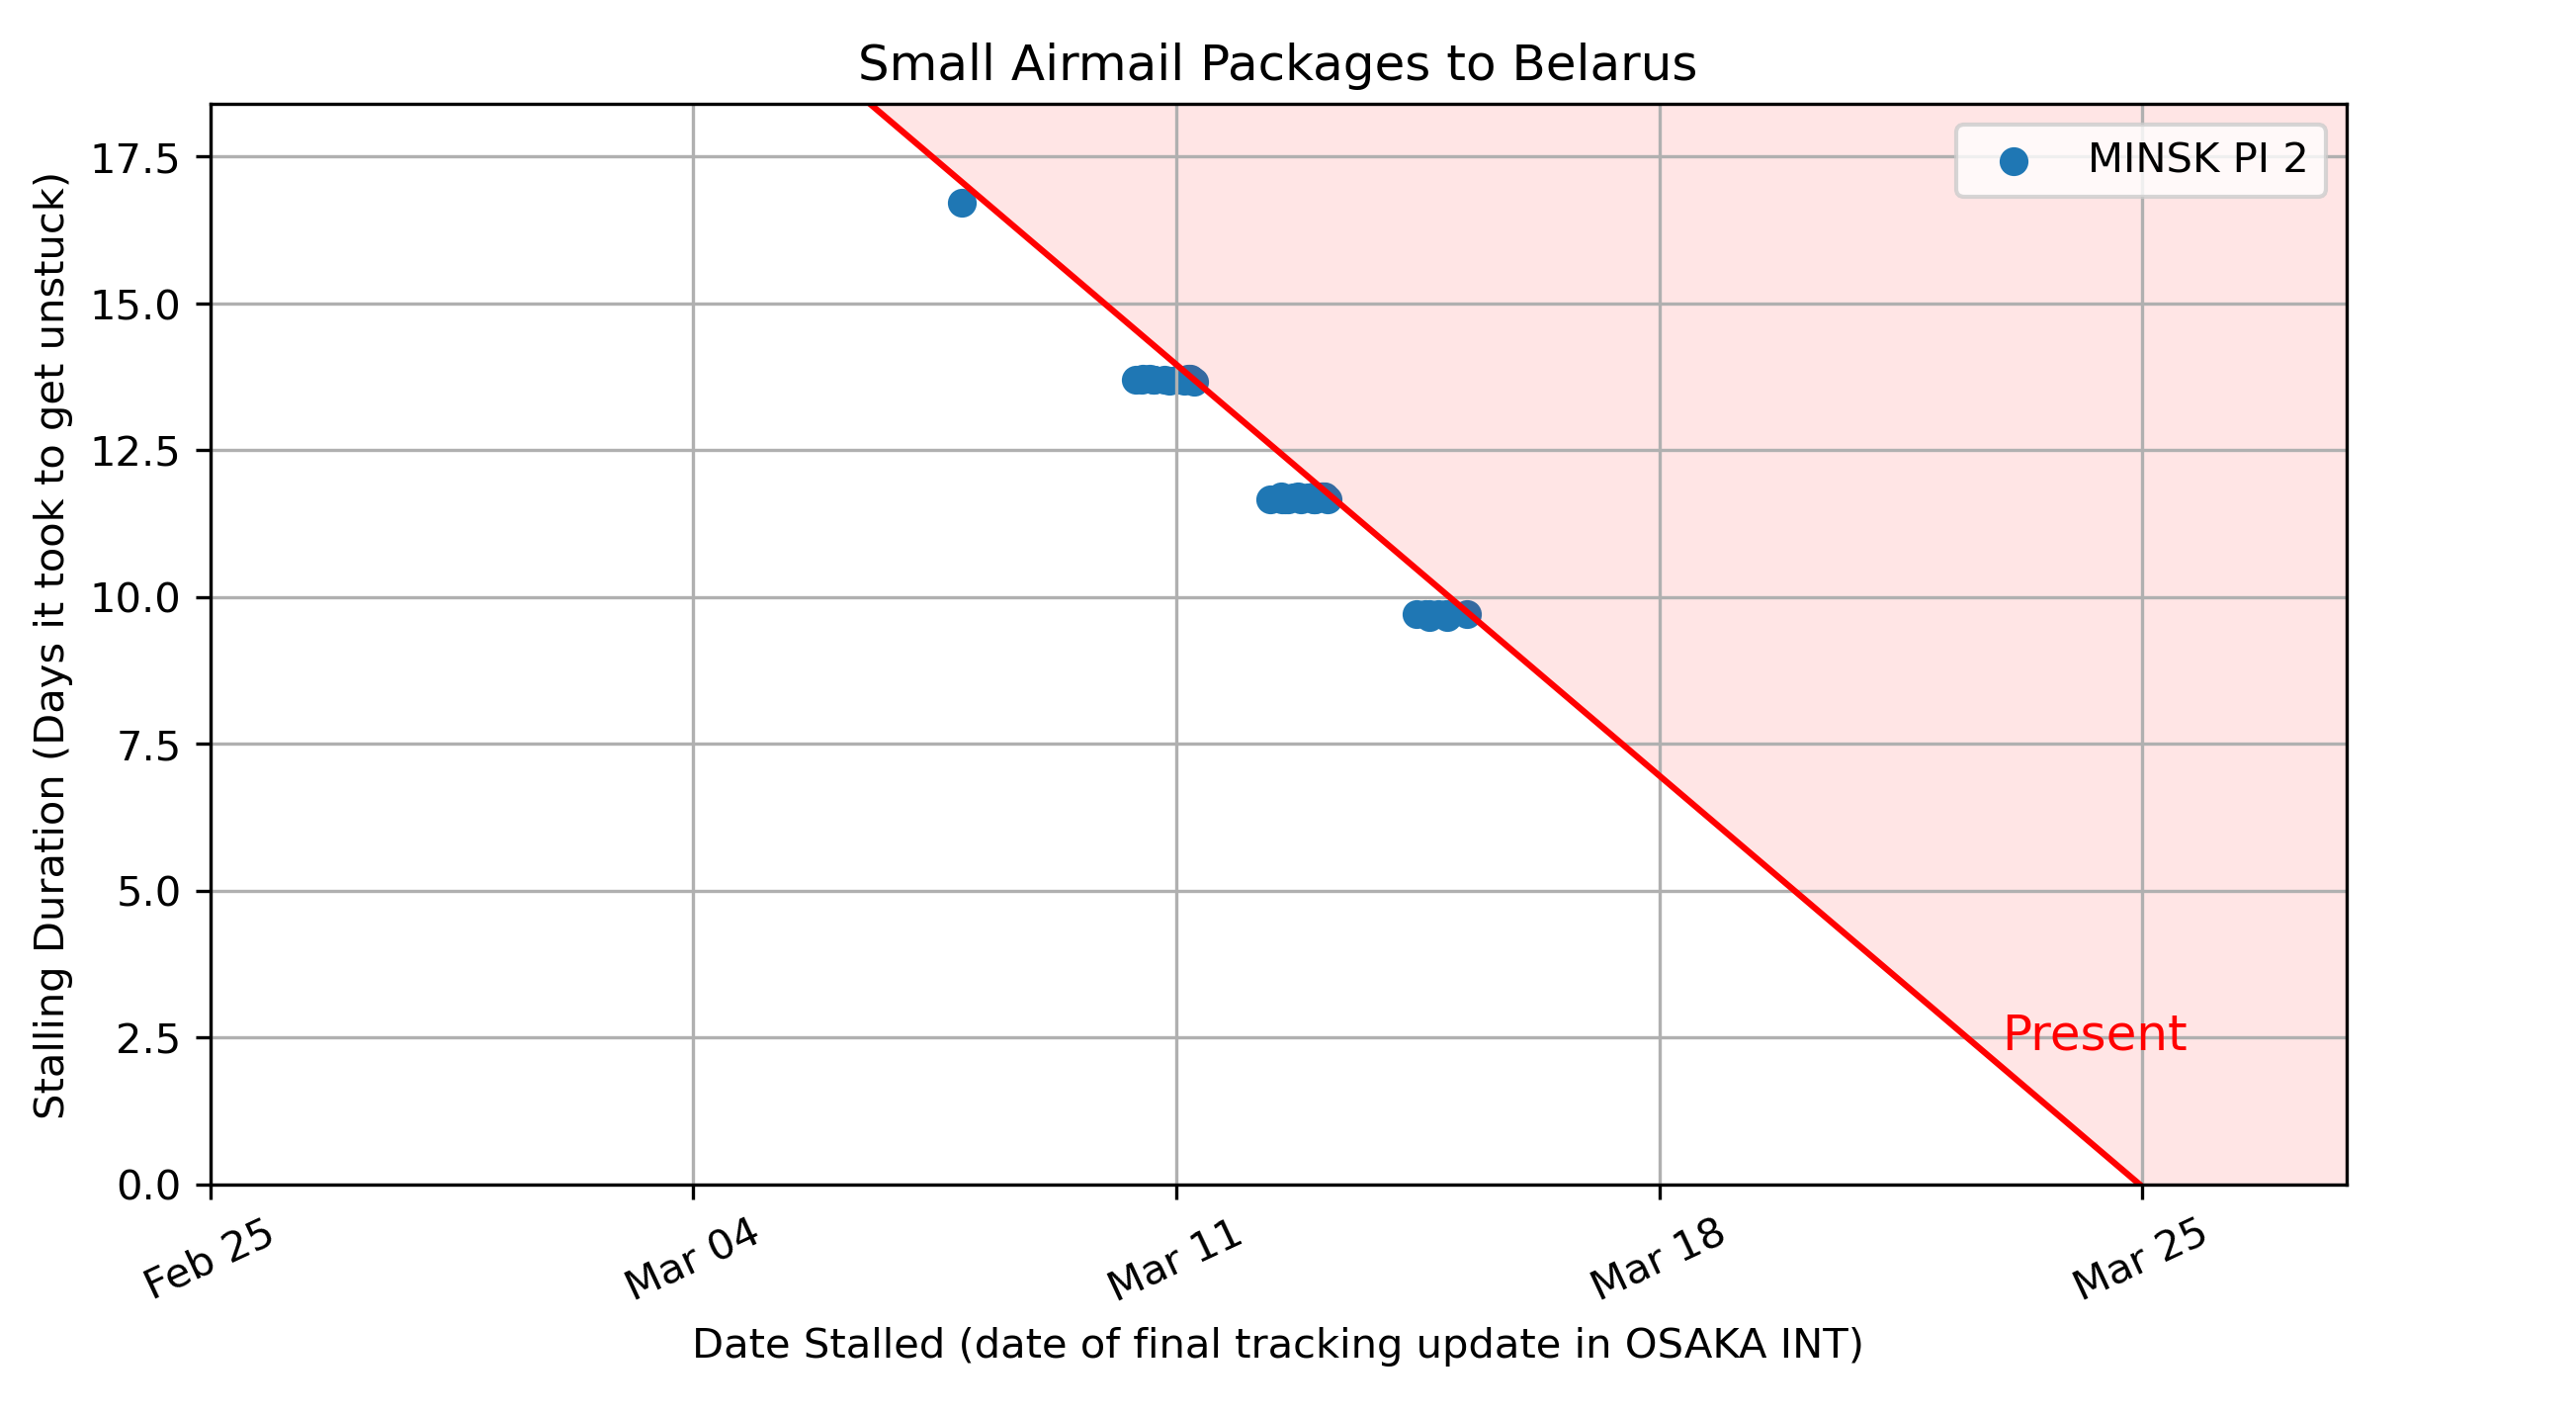 Small Airmail Packages to Belarus
MINSK PI 2
Stalling Duration (Days it took to get unstuck)
17.5
15.0
12.5
10.0
7.5
5.0
2.5
0.0
Present
Feb 25
Mar 04
Mar 11
Mar 18
Mar 25
Date Stalled (date of final tracking update in OSAKA INT)